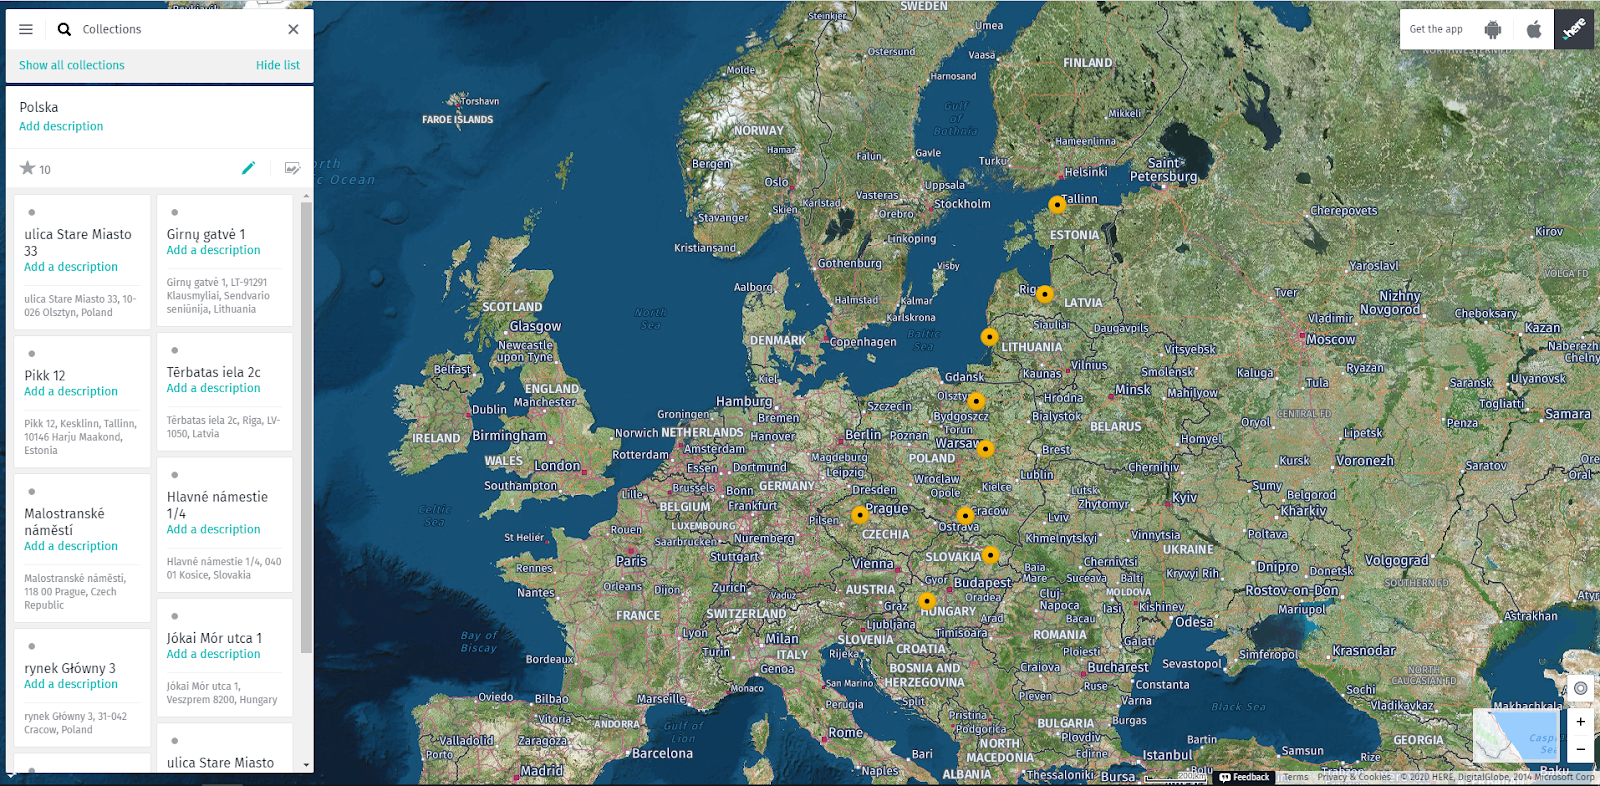 Collections
Show all collections
Hide list
Polska
Add description
10
ulica Stare Miasto
33
Add a description
ulica Stare Miasto 33, 10-
026 Olsztyn, Poland
Pikk 12
Add a description
Pikk 12, Kesklinn, Tallinn,
10146 Harju Maakond,
Estonia
Malostranské
náměstí
Add a description
Malostranské náměstí,
118 00 Prague, Czech
Republic
rynek Główny 3
Add a description
rynek Główny 3, 31-042
Cracow, Poland
Girnų gatvė 1
Add a description
Girnų gatvė 1, LT-91291
Klausmyliai, Sendvario
seniūnija, Lithuania
Tērbatas iela 2c
Add a description
Tērbatas iela 2c, Riga, LV-
1050, Latvia
Hlavné námestie
1/4
Add a description
Hlavné námestie 1/4, 040
01 Kosice, Slovakia
Jókai Mór utca 1
Add a description
Jókai Mór utca 1,
Veszprem 8200, Hungary
ulica Stare Miasto
Get the app
here
SWEDEN
Steinkjer
Umea
Ostersund
Vaasa
FINLAND
Molde
Harnosand
Torshavn
FAROE ISLANDS
Gulf
of
Bothnia
Mikkeli
NORWAY
Hamar
Hameenlinna
Bergen
Falun
Gavle
Turku
Helsinki
Saint-
Petersburg
Oslo
Uppsala
Vasteras
Karlstad
Skien
Orebro
Stockholm
Tallinn
Stavanger
Cherepovets
Kristiansand
Linkoping
ESTONIA
Kirov
Gothenburg
Visby
Yaroslavl
VOLGA FD
Aalborg
Halmstad
Kalmar
Riga
LATVIA
Tver
Nizhny
Novgorod
SCOTLAND
Glasgow
North
Sea
Karlskrona
Baltic
Sea
Siauliai
Daugavpils
Vladimir
Cheboksary
Kazan
Newcastle
upon Tyne
DENMARK
Copenhagen
LITHUANIA
Vitsyebsk
Moscow
Naberezh
Chelny
Belfast
Kiel
Gdansk
Kaunas
Vilnius
Smolensk
Kaluga
Ryazan
Saransk
Ulyanovsk
ENGLAND
Manchester
Hamburg
Szczecin
Olsztyn
Hrodna
Minsk
Mahilyow
Tula
Togliatti
Dublin
Groningen
Bremen
Bydgoszcz
Bialystok
CENTRAL FD
Samara
IRELAND
Birmingham
Norwich
NETHERLANDS
Hanover
Berlin
Poznan
Torun
BELARUS
Oryol
Lipetsk
Penza
WALES
London
Rotterdam
Amsterdam
Warsaw
POLAND
Brest
Homyel
Kursk
Voronezh
Saratov
Oral
Essen
Dortmund
Magdeburg
Leipzig
Southampton
Lille
Brussels
Bonn
GERMANY
Dresden
Wroclaw
Opole
Kielce
Lublin
Lutsk
Chernihiv
Sumy
Belgorod
BELGIUM
Frankfurt
Prague
Cracow
Zhytomyr
Kyiv
Kharkiv
Celtic
Sea
Rouen
LUXEMBOURG
Pilsen
Ostrava
Lviv
St Helier
Saarbrucken
Nuremberg
CZECHIA
Khmelnytskyi
Vinnytsia
Poltava
Paris
Stuttgart
Vienna
SLOVAKIA
UKRAINE
Volgograd
Rennes
Chernivtsi
Dnipro
Donetsk
Orleans
Dijon
Zurich
Vaduz
Gyor
Budapest
Baia
Mare
Suceava
Balti
Kryvyi Rih
SOUTHERN FD
Nantes
AUSTRIA
Graz
Oradea
Cluj-
Napoca
MOLDOVA
Kishinev
Iasi
Rostov-on-Don
Mariupol
FRANCE
SWITZERLAND
HUNGARY
Arad
Bacau
Odesa
Astrakhan
Lyon
Milan
Ljubljana
SLOVENIA
Timisoara
ROMANIA
Galati
Bay of
Biscay
Turin
ITALY
Rijeka
CROATIA
Ploiesti
Simferopol
Krasnodar
Bordeaux
Genoa
BOSNIA AND
HERZEGOVINA
Craiova
Bucharest
Sevastopol
NORTH
CAUCASIAN FD
Monaco
San Marino
Pleven
Ruse
Constanta
Sochi
Oviedo
Bilbao
Marseille
Perugia
Split
Varna
Vladikavkaz
Makhachkala
Vitoria
ANDORRA
Gulf of
Lion
Pristina
Podgorica
BULGARIA
Burgas
Black Sea
Valladolid
Zaragoza
Rome
Plovdiv
GEORGIA
Porto
Barcelona
Bari
NORTH
MACEDONIA
Edirne
Bartin
Istanbul
Samsun
Rize
Madrid
Naples
ALBANIA
Thessaloniki
Bursa
Baku
200 km
Feedback
Terms
Privacy & Cookies
© 2020 HERE, DigitalGlobe, 2014 Microsoft Corp